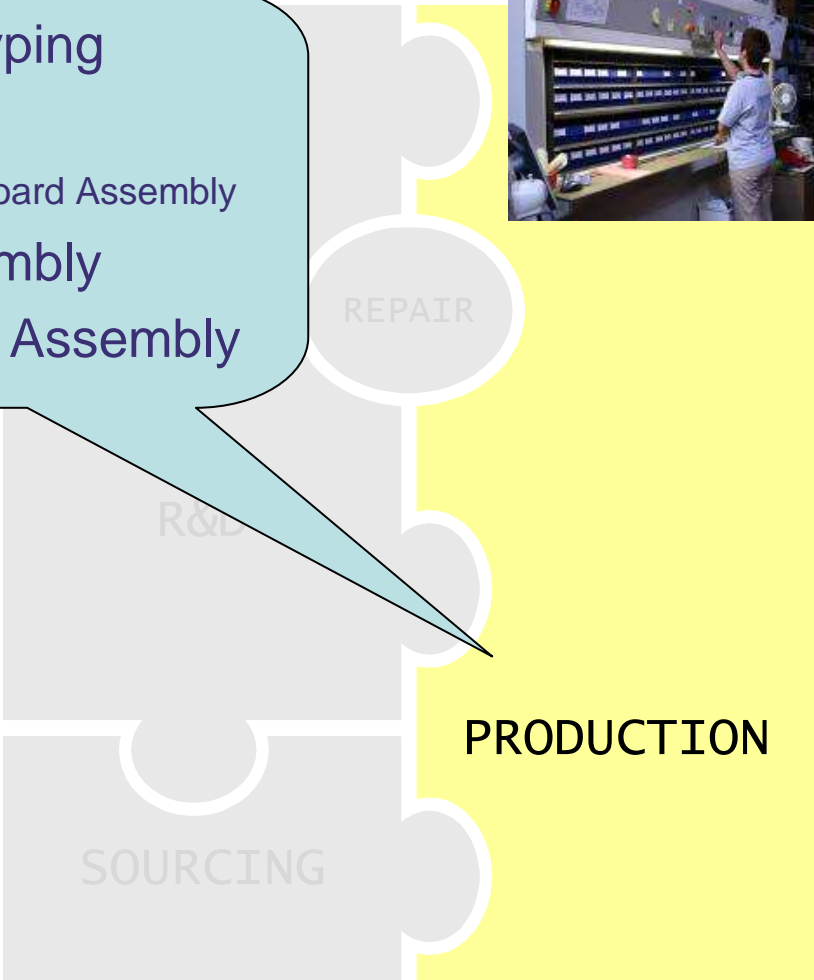 yping
oard Assembly
mbly
Assembly
REPAIR
R&D
PRODUCTION
SOURCING